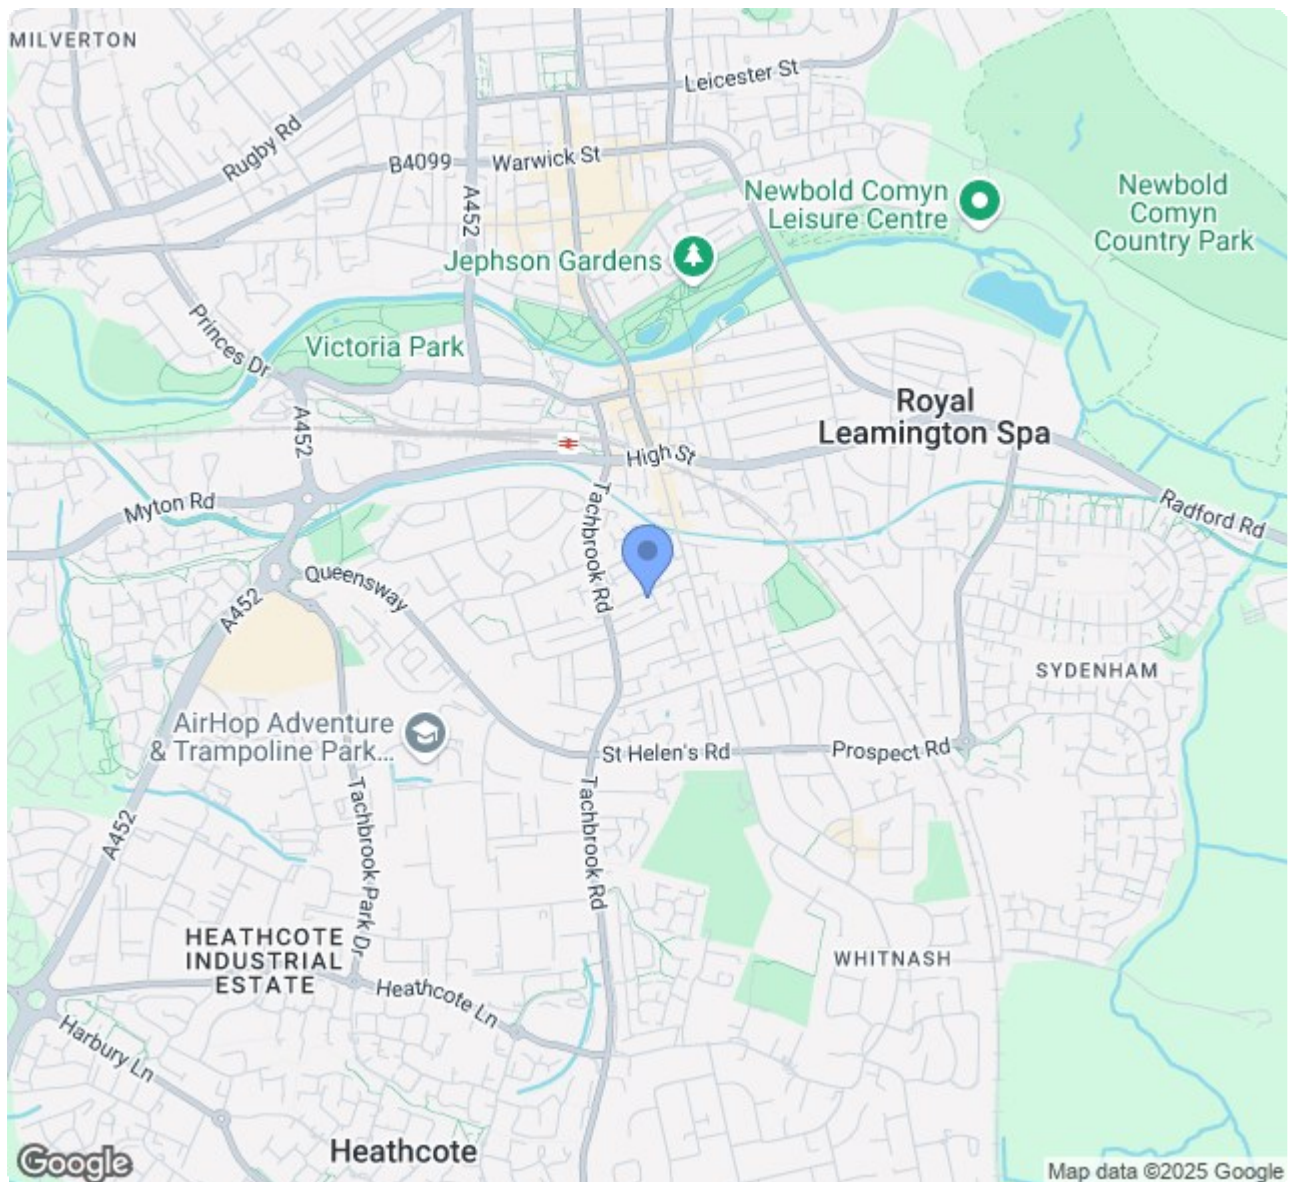 MILVERTON
Leicester St
Rugby Rd
B4099
Warwick St
A452
Newbold Comyn
Leisure Centre
Newbold
Comyn
Country Park
Jephson Gardens
Princes Dr
Victoria Park
Royal
Leamington Spa
A452
High St
Myton Rd
Radford Rd
Tachbrook Rd
Queensway
A452
SYDENHAM
AirHop Adventure
& Trampoline Park...
St Helen's Rd
Prospect Rd
A452
Tachbrook Park Dr
Tachbrook Rd
HEATHCOTE
INDUSTRIAL
ESTATE
WHITNASH
Heathcote Ln
Harbury Ln
Heathcote
Google
Map data ©2025 Google